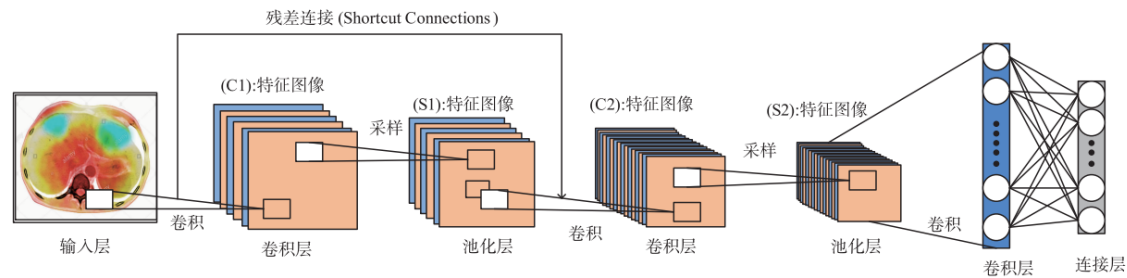 残差连接 (Shortcut Connections)
(C1):特征图像
(S1):特征图像
(C2):特征图像
(S2):特征图像
采样
采样
卷积
卷积
卷积
输入层
卷积层
池化层
卷积层
池化层
卷积层
连接层